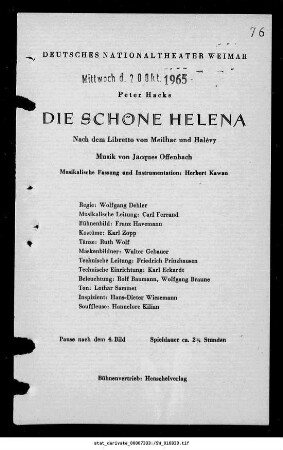 76
DEUTSCHES NATIONALTHEATER WEIMAR
Mittwoch d. 20 Okt. 1965
Peter Hacks
DIE SCHÖNE HELENA
Nach dem Libretto von Meilhac und Halévy
Musik von Jacques Offenbach
Musikalische Fassung und Instrumentation: Herbert Kawan
Regie: Wolfgang Dehler
Musikalische Leitung: Carl Ferrand
Bühnenbild: Franz Havemann
Kostüme: Karl Zopp
Tänze: Ruth Wolf
Maskenbildner: Walter Gebauer
Technische Leitung: Friedrich Prinzhausen
Technische Einrichtung: Karl Eckardt
Beleuchtung: Rolf Baumann, Wolfgang Braune
Ton: Lothar Sammet
Inspizient: Hans-Dieter Wiesemann
Souffleuse: Hannelore Kilian
Pause nach dem 4. Bild Spieldauer ca. Stunden
Bühnenvertrieb: Henschelverlag